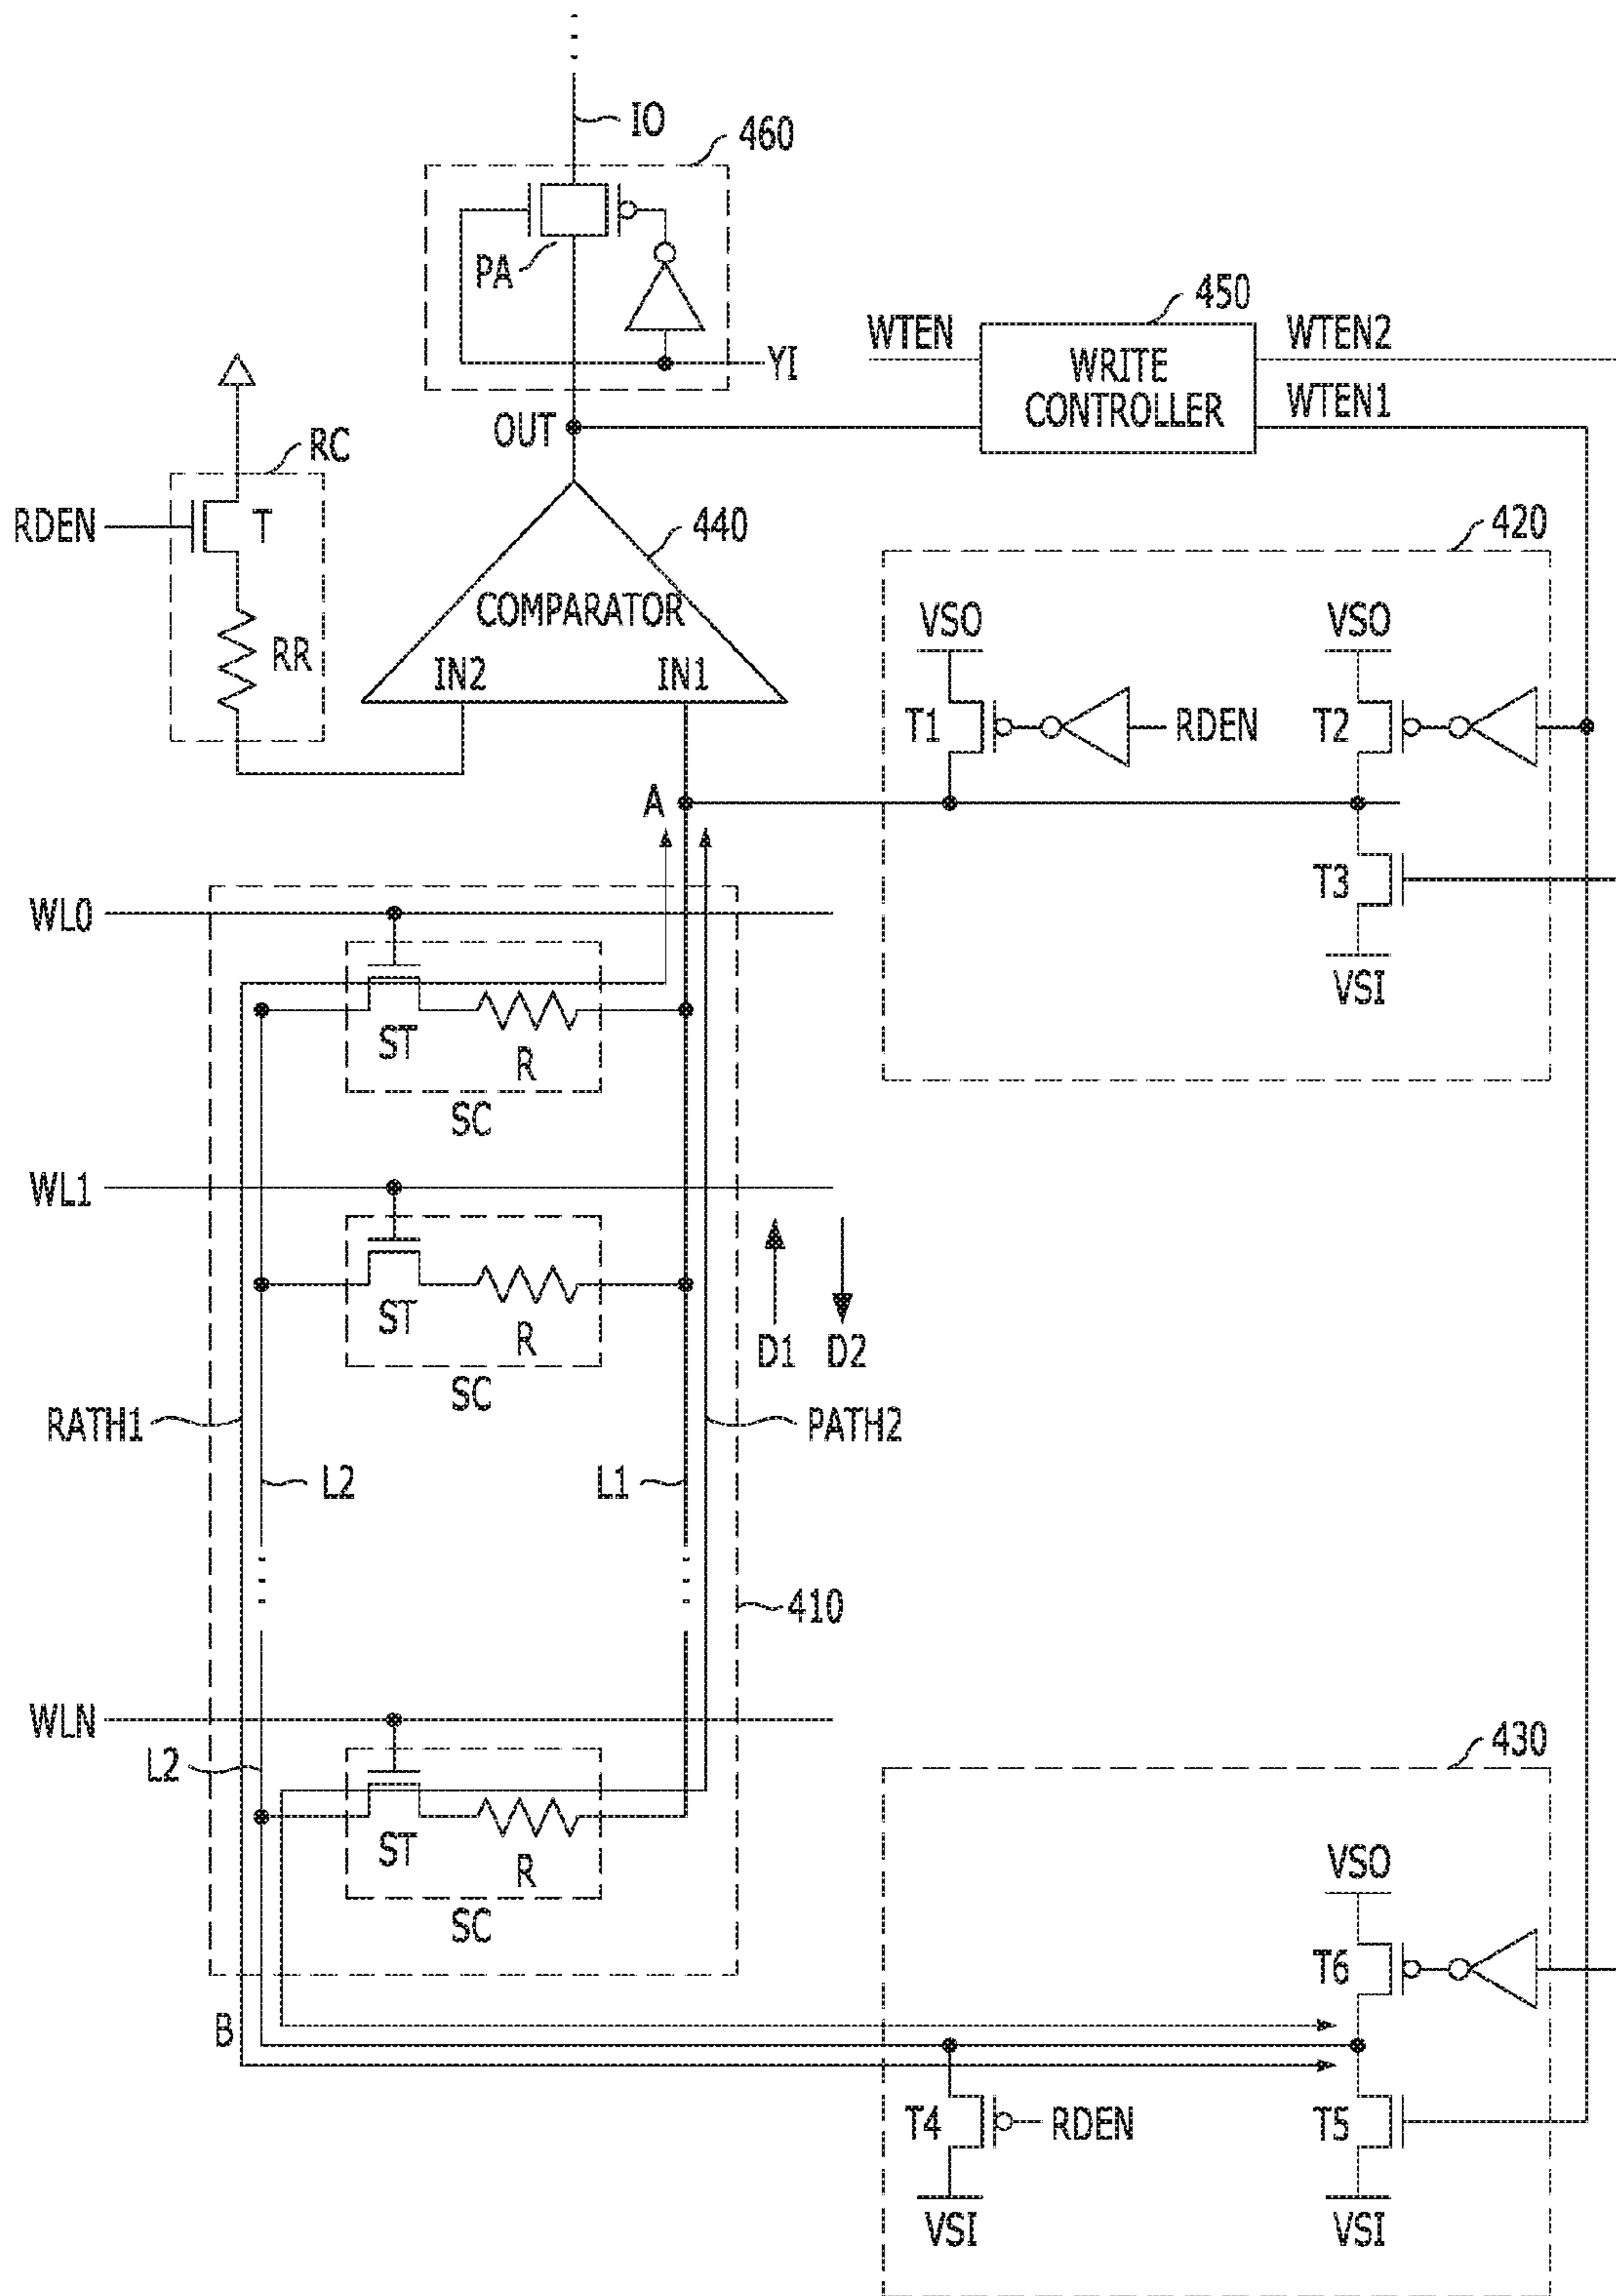 IO
460
PA
YI
OUT
450
WTEN
WRITE
CONTROLLER
WTEN2
WTEN1
RC
RDEN
T
RR
440
COMPARATOR
IN2
IN1
420
VSO
VSO
T1
RDEN
T2
A
T3
VSI
WL0
ST
R
SC
WL1
ST
R
SC
D1
D2
RATH1
PATH2
L2
L1
410
WLN
L2
ST
R
SC
430
VSO
T6
B
T4
RDEN
T5
VSI
VSI